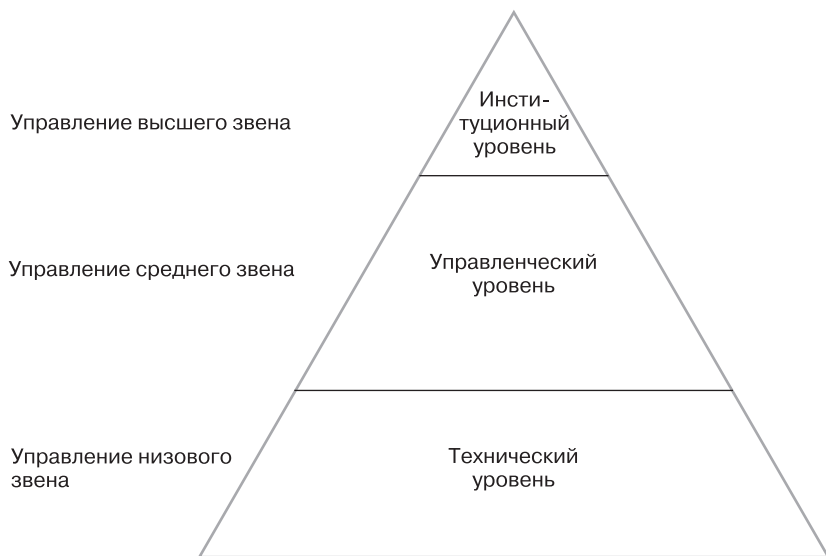 Управление высшего звена
Инсти-
туционный
уровень
Управление среднего звена
Управленческий
уровень
Управление низового
звена
Технический
уровень